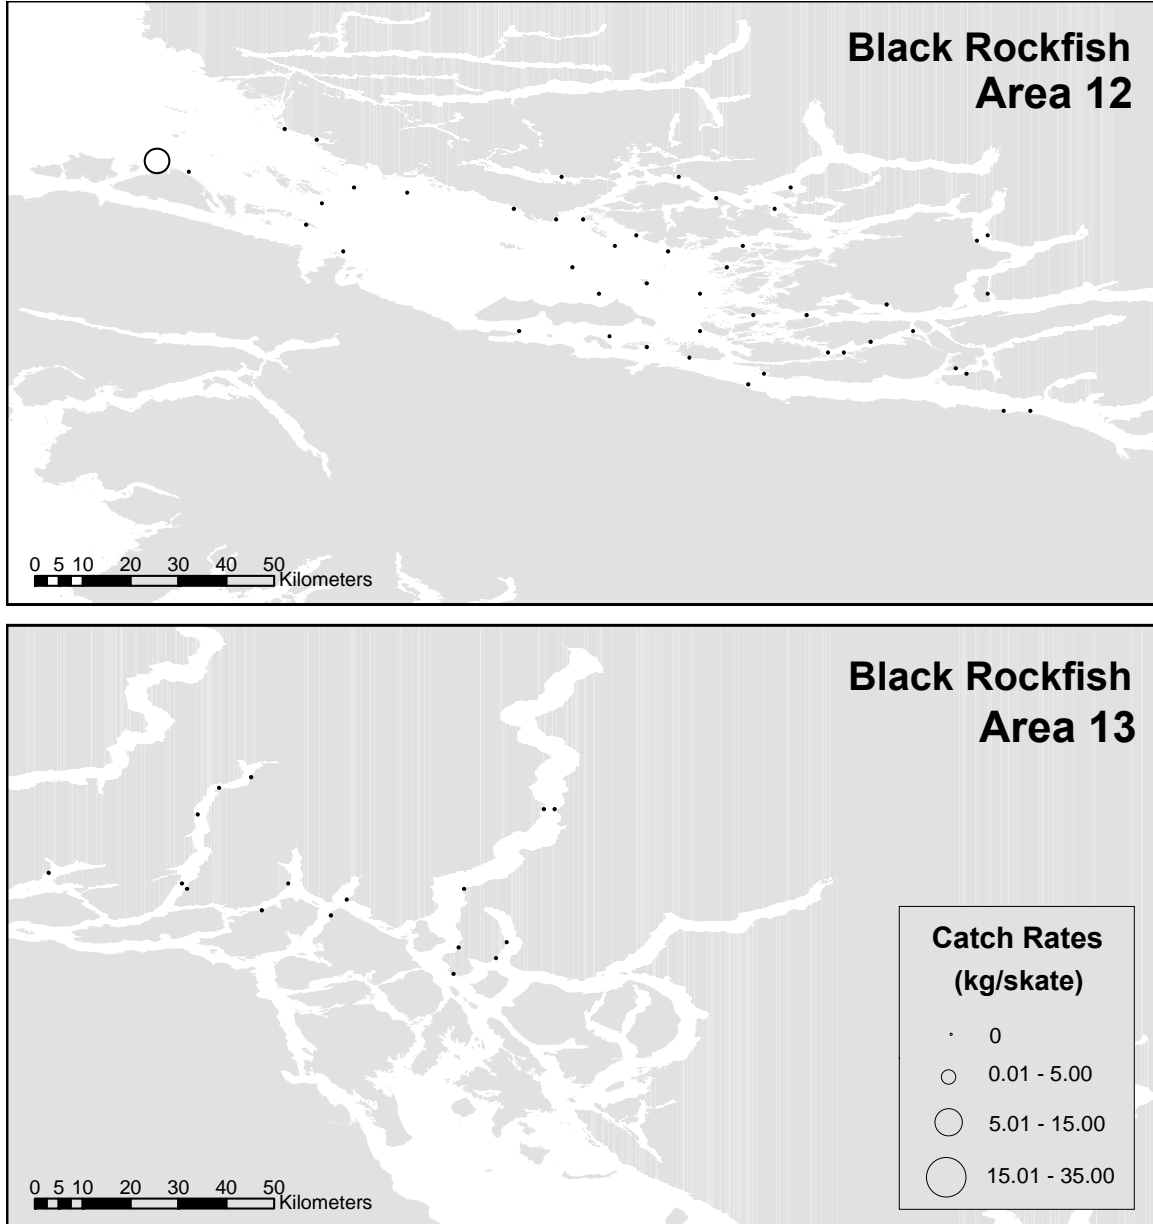 Black Rockfish
Area 12
0 5 10 20 30 40 50
Kilometers
Black Rockfish
Area 13
Catch Rates
(kg/skate)
0
0.01 - 5.00
5.01 - 15.00
15.01 - 35.00
0 5 10 20 30 40 50
Kilometers